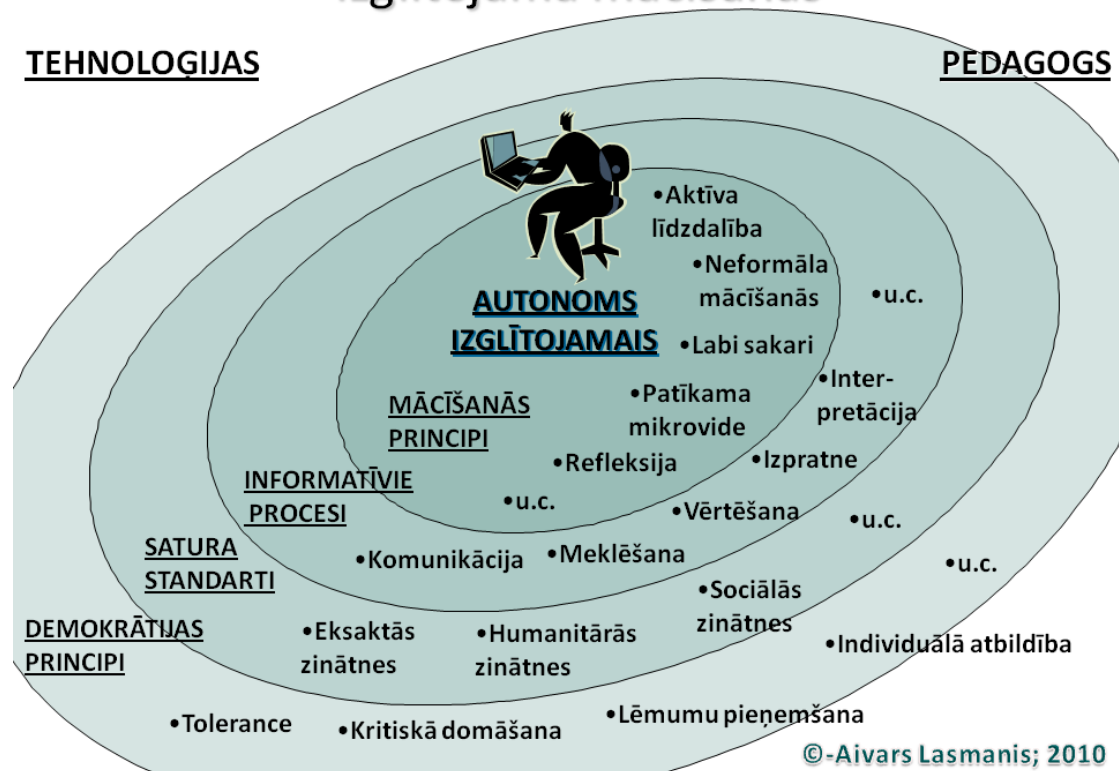 TEHNOLOĢIJAS
PEDAGOGS
AUTONOMS
IZGLĪTOJAMAIS
•Aktīva
līdzdalība
•Neformāla
mācīšanās
•Labi sakari
•Patīkama
mikrovide
•Refleksija
•u.c.
MĀCĪŠANĀS
PRINCIPI
•u.c.
•Inter-
pretācija
•Izpratne
•Vērtēšana
•Meklēšana
•Komunikācija
INFORMATĪVIE
PROCESI
•u.c.
•Sociālās
zinātnes
•Humanitārās
zinātnes
•Eksaktās
zinātnes
SATURA
STANDARTI
•u.c.
•Individuālā atbildība
•Lēmumu pieņemšana
•Kritiskā domāšana
•Tolerance
DEMOKRĀTIJAS
PRINCIPI
©-Aivars Lasmanis; 2010